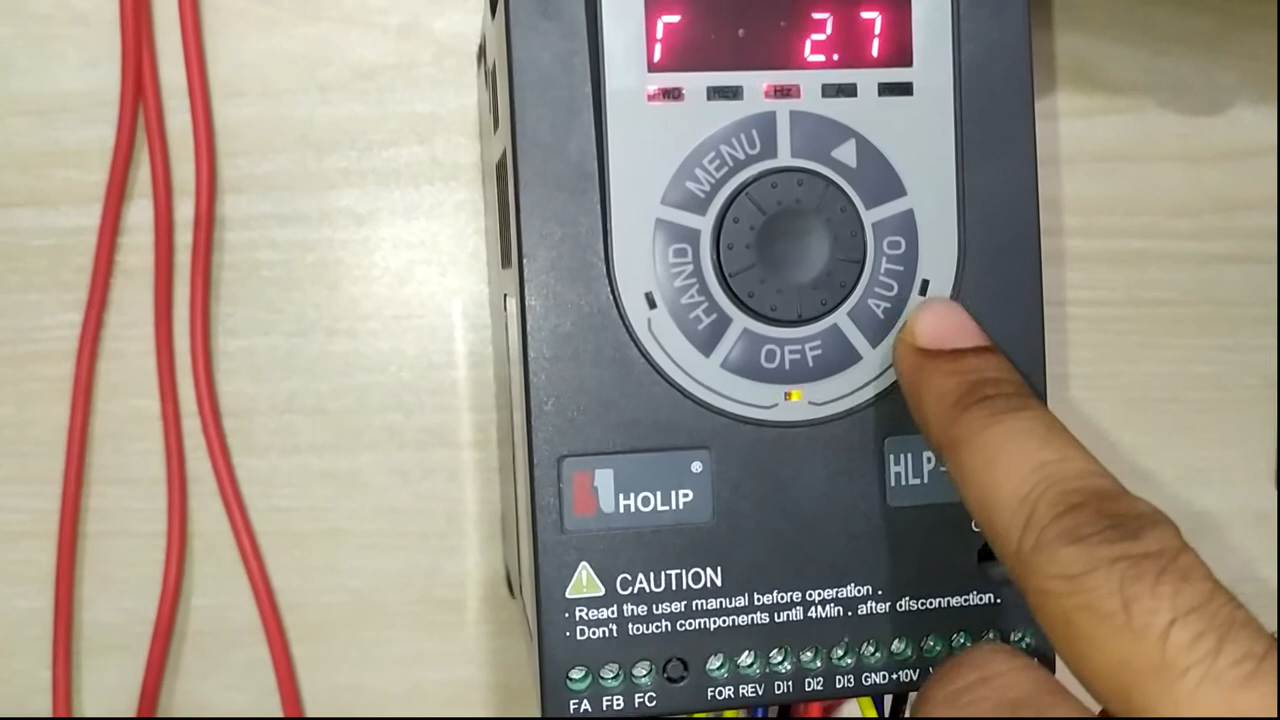 r 2.7
FWD REV Hz A
MENU
HAND
AUTO
OFF
HOLIP ®
HLP-
CAUTION
· Read the user manual before operation .
· Don't touch components until 4Min . after disconnection.
FA FB FC FOR REV DI1 DI2 DI3 GND +10V